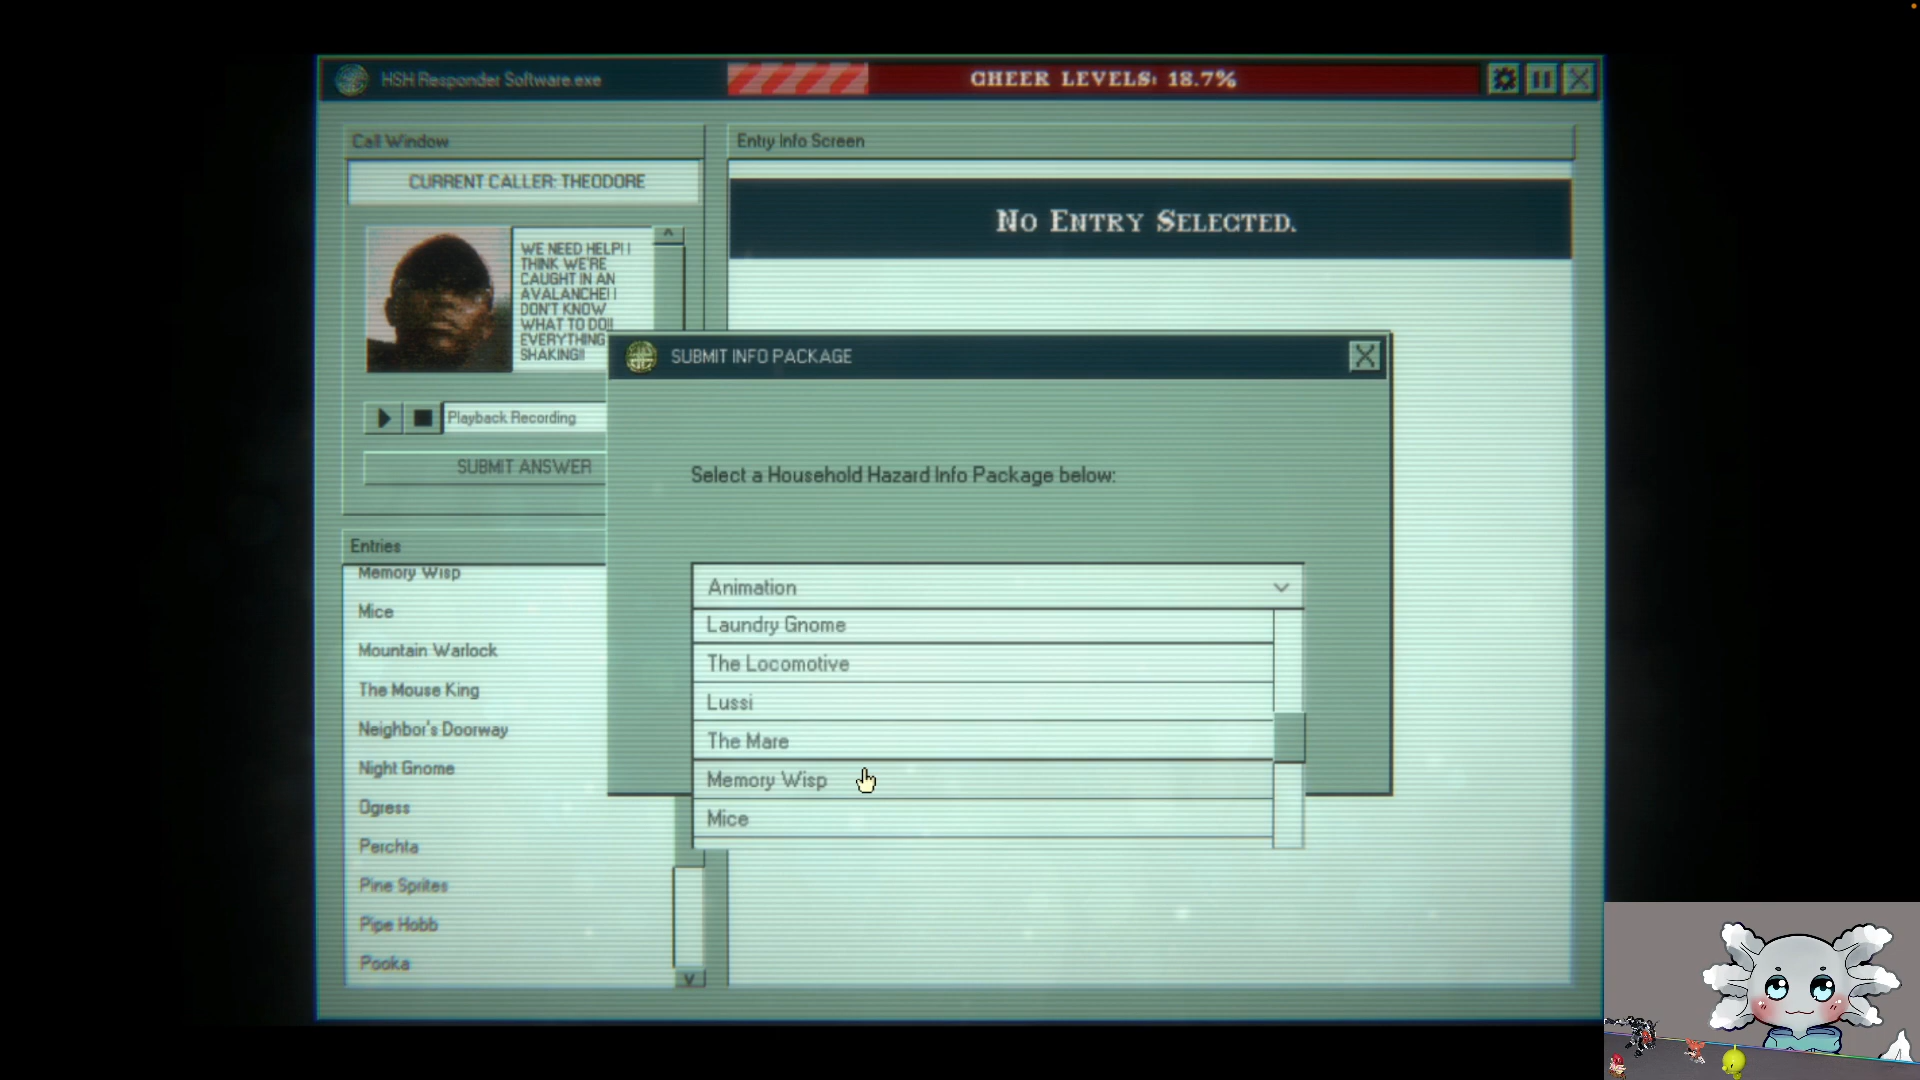 HSH Responder Software.exe
CHEER LEVELS: 18.7%
Call Window
CURRENT CALLER: THEODORE
WE NEED HELP! I
THINK WE'RE
CAUGHT IN AN
AVALANCHE! I
DON'T KNOW
WHAT TO DO!!
EVERYTHING
SHAKING!!
Playback Recording
SUBMIT ANSWER
Entries
Memory Wisp
Mice
Mountain Warlock
The Mouse King
Neighbor's Doorway
Night Gnome
Ogress
Perchta
Pine Sprites
Pipe Hobb
Pooka
Entry Info Screen
NO ENTRY SELECTED.
SUBMIT INFO PACKAGE
Select a Household Hazard Info Package below:
Animation
Laundry Gnome
The Locomotive
Lussi
The Mare
Memory Wisp
Mice